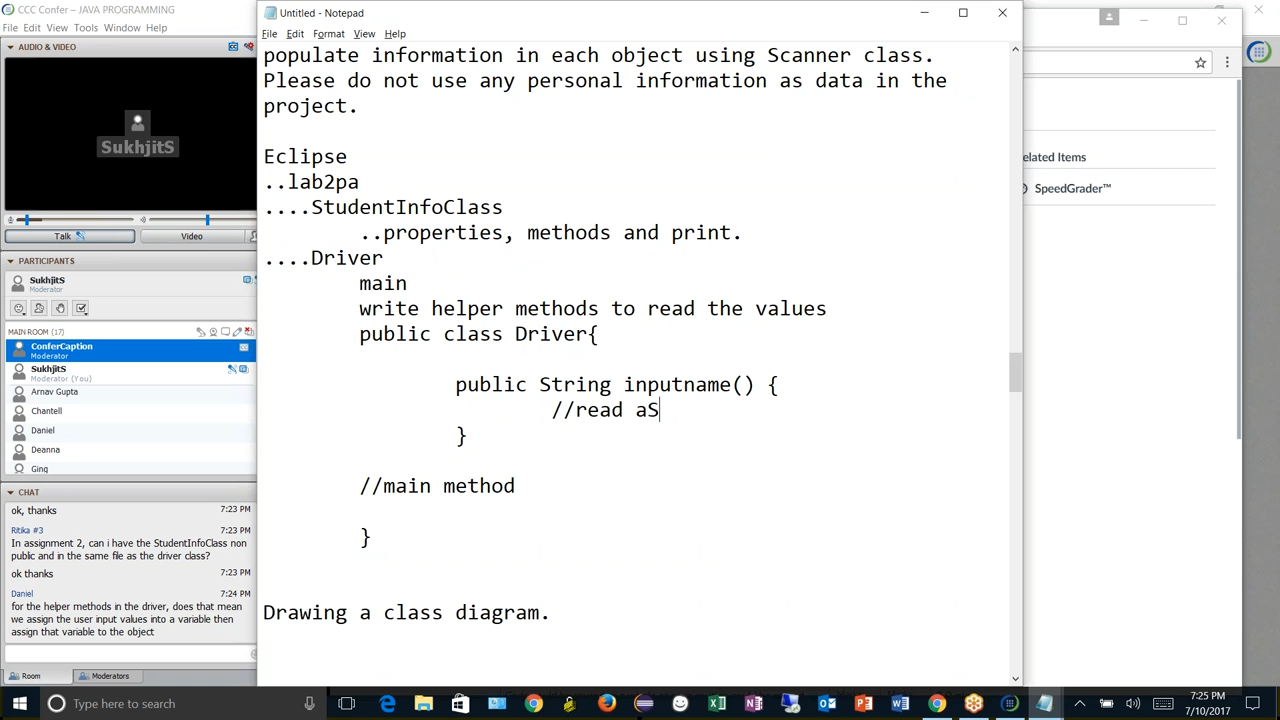 CCC Confer – JAVA PROGRAMMING
File Edit View Tools Window Help
AUDIO & VIDEO
SukhjitS
SukhjitS
Talk
Video
PARTICIPANTS
SukhjitS
Moderator
MAIN ROOM (17)
ConferCaption
Moderator
SukhjitS
Moderator (You)
Arnav Gupta
Chantell
Daniel
Deanna
Ging
CHAT
ok, thanks 7:23 PM
Ritika #3 7:23 PM
In assignment 2, can i have the StudentInfoClass non
public and in the same file as the driver class?
ok thanks 7:23 PM
Daniel 7:24 PM
for the helper methods in the driver, does that mean
we assign the user input values into a variable then
assign that variable to the object
Room
Moderators
Untitled - Notepad
File Edit Format View Help
populate information in each object using Scanner class.
Please do not use any personal information as data in the
project.
Eclipse
..lab2pa
....StudentInfoClass
..properties, methods and print.
....Driver
main
write helper methods to read the values
public class Driver{
public String inputname() {
//read aS
}
//main method
}
Drawing a class diagram.
elated Items
SpeedGrader™
Type here to search
7:25 PM
7/10/2017